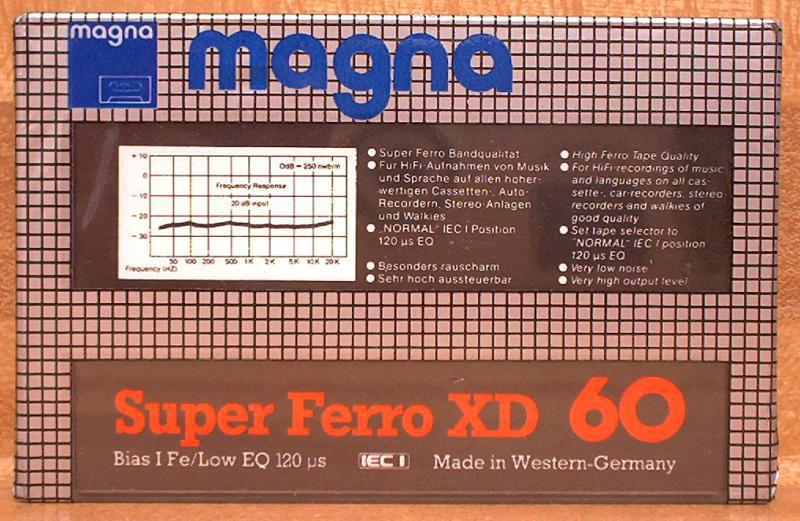 magna
magna
+10
0
-10
-20
-30
0dB = 250 nwb/m
Frequency Response
20 dB input
50 100 200 500 1K 2K 5K 10K 20K
Frequency (HZ)
● Super Ferro Bandqualität
● Für HiFi-Aufnahmen von Musik
und Sprache auf allen höher-
wertigen Cassetten-, Auto-
Recordern, Stereo-Anlagen
und Walkies
● „NORMAL" IEC I Position
120 µs EQ
● Besonders rauscharm
● Sehr hoch aussteuerbar
● High Ferro Tape Quality
● For HiFi-recordings of music
and languages on all cas-
sette-, car-recorders, stereo
recorders and walkies of
good quality
● Set tape selector to
"NORMAL" IEC I position
120 µs EQ
● Very low noise
● Very high output level
Super Ferro XD 60
Bias I Fe/Low EQ 120 µs IEC I Made in Western-Germany